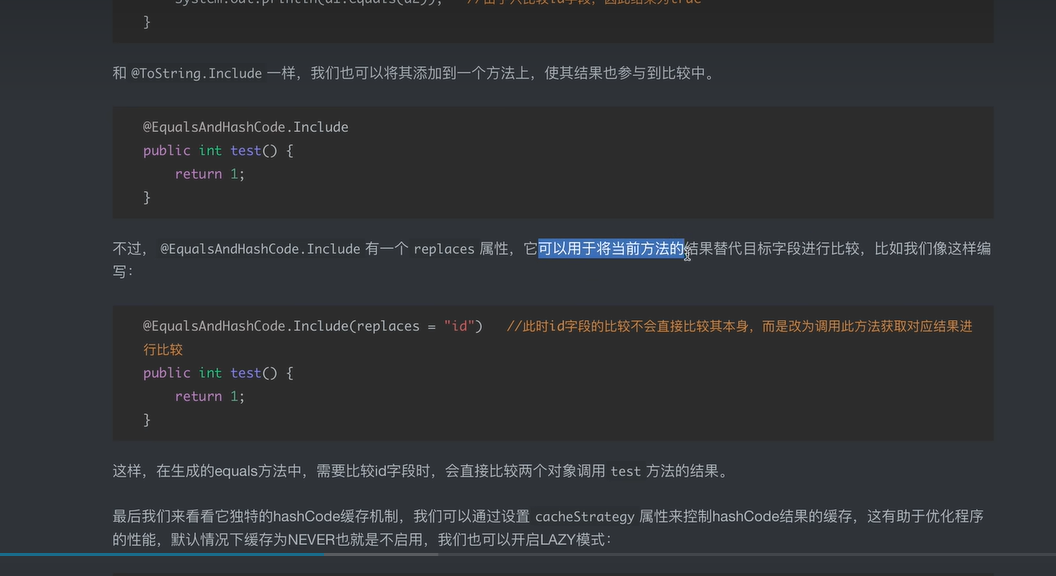 }
和 @ToString.Include 一样，我们也可以将其添加到一个方法上，使其结果也参与到比较中。
@EqualsAndHashCode.Include
public int test() {
return 1;
}
不过， @EqualsAndHashCode.Include 有一个 replaces 属性，它可以用于将当前方法的结果替代目标字段进行比较，比如我们像这样编
写：
@EqualsAndHashCode.Include(replaces = "id")   //此时id字段的比较不会直接比较其本身，而是改为调用此方法获取对应结果进
行比较
public int test() {
return 1;
}
这样，在生成的equals方法中，需要比较id字段时，会直接比较两个对象调用 test 方法的结果。
最后我们来看看它独特的hashCode缓存机制，我们可以通过设置 cacheStrategy 属性来控制hashCode结果的缓存，这有助于优化程序
的性能，默认情况下缓存为NEVER也就是不启用，我们也可以开启LAZY模式：